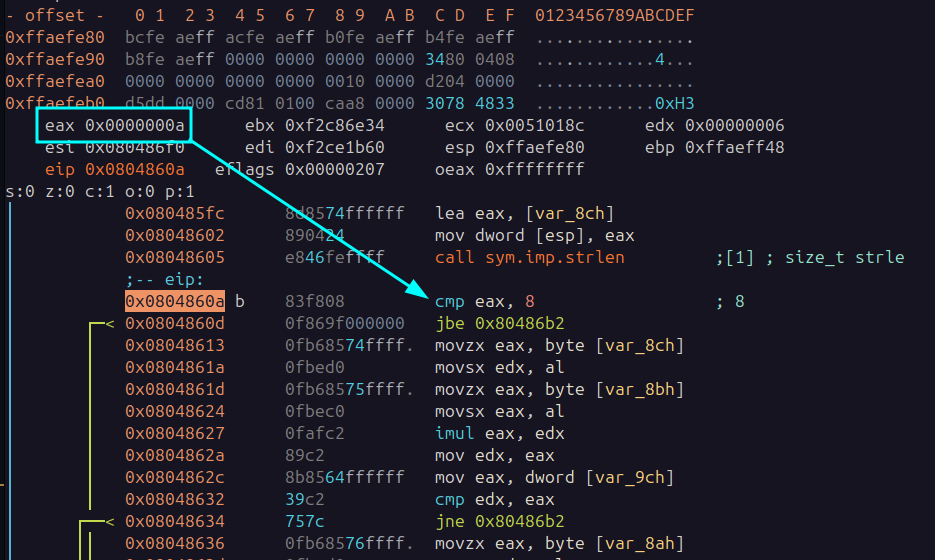 - offset -   0 1  2 3  4 5  6 7  8 9  A B  C D  E F  0123456789ABCDEF
0xffaefe80  bcfe aeff acfe aeff b0fe aeff b4fe aeff  ................
0xffaefe90  b8fe aeff 0000 0000 0000 0000 3480 0408  ............4...
0xffaefea0  0000 0000 0000 0000 0010 0000 d204 0000  ................
0xffaefeb0  d5dd 0000 cd81 0100 caa8 0000 3078 4833  ............0xH3
eax 0x0000000a      ebx 0xf2c86e34      ecx 0x0051018c      edx 0x00000006
esi 0x080486f0      edi 0xf2ce1b60      esp 0xffaefe80      ebp 0xffaeff48
eip 0x0804860a      eflags 0x00000207      oeax 0xffffffff
s:0 z:0 c:1 o:0 p:1
0x080485fc      8d8574ffffff   lea eax, [var_8ch]
0x08048602      890424         mov dword [esp], eax
0x08048605      e846feffff     call sym.imp.strlen         ;[1] ; size_t strle
;-- eip:
0x0804860a b    83f808         cmp eax, 8                  ; 8
< 0x0804860d      0f869f000000   jbe 0x80486b2
0x08048613      0fb68574ffff.  movzx eax, byte [var_8ch]
0x0804861a      0fbed0         movsx edx, al
0x0804861d      0fb68575ffff.  movzx eax, byte [var_8bh]
0x08048624      0fbec0         movsx eax, al
0x08048627      0fafc2         imul eax, edx
0x0804862a      89c2           mov edx, eax
0x0804862c      8b8564ffffff   mov eax, dword [var_9ch]
0x08048632      39c2           cmp edx, eax
< 0x08048634      757c           jne 0x80486b2
0x08048636      0fb68576ffff.  movzx eax, byte [var_8ah]